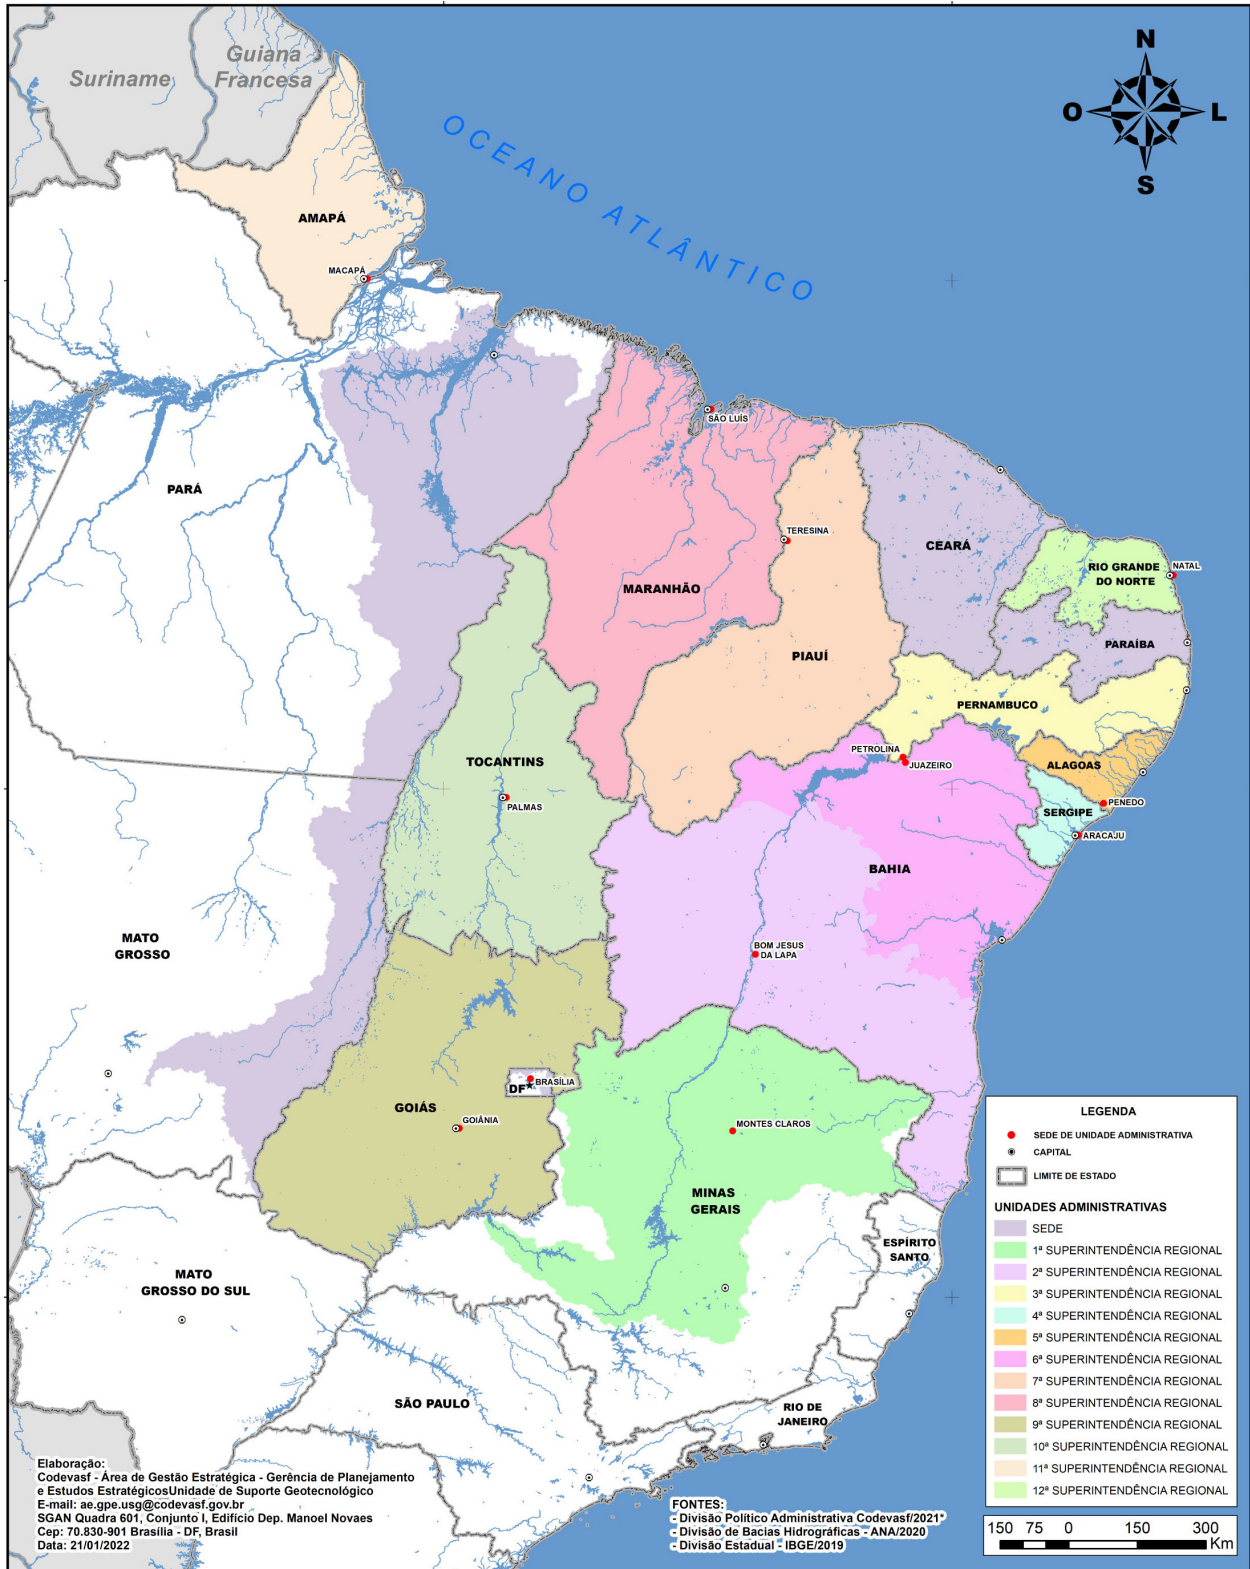 Suriname
Guiana
Francesa
N
O
L
S
OCEANO ATLÂNTICO
AMAPÁ
MACAPÁ
SÃO LUÍS
PARÁ
TERESINA
CEARÁ
RIO GRANDE
DO NORTE
NATAL
MARANHÃO
PARAÍBA
PIAUÍ
PERNAMBUCO
PETROLINA
JUAZEIRO
TOCANTINS
ALAGOAS
PALMAS
PENEDO
SERGIPE
ARACAJU
BAHIA
MATO
GROSSO
BOM JESUS
DA LAPA
BRASÍLIA
DF
GOIÁS
GOIÂNIA
MONTES CLAROS
MINAS
GERAIS
ESPÍRITO
SANTO
MATO
GROSSO DO SUL
SÃO PAULO
RIO DE
JANEIRO
LEGENDA
SEDE DE UNIDADE ADMINISTRATIVA
CAPITAL
LIMITE DE ESTADO
UNIDADES ADMINISTRATIVAS
SEDE
1ª SUPERINTENDÊNCIA REGIONAL
2ª SUPERINTENDÊNCIA REGIONAL
3ª SUPERINTENDÊNCIA REGIONAL
4ª SUPERINTENDÊNCIA REGIONAL
5ª SUPERINTENDÊNCIA REGIONAL
6ª SUPERINTENDÊNCIA REGIONAL
7ª SUPERINTENDÊNCIA REGIONAL
8ª SUPERINTENDÊNCIA REGIONAL
9ª SUPERINTENDÊNCIA REGIONAL
10ª SUPERINTENDÊNCIA REGIONAL
11ª SUPERINTENDÊNCIA REGIONAL
12ª SUPERINTENDÊNCIA REGIONAL
150 75 0 150 300
Km
Elaboração:
Codevasf - Área de Gestão Estratégica - Gerência de Planejamento
e Estudos EstratégicosUnidade de Suporte Geotecnológico
E-mail: ae.gpe.usg@codevasf.gov.br
SGAN Quadra 601, Conjunto I, Edifício Dep. Manoel Novaes
Cep: 70.830-901 Brasília - DF, Brasil
Data: 21/01/2022
FONTES:
- Divisão Político Administrativa Codevasf/2021*
- Divisão de Bacias Hidrográficas - ANA/2020
- Divisão Estadual - IBGE/2019